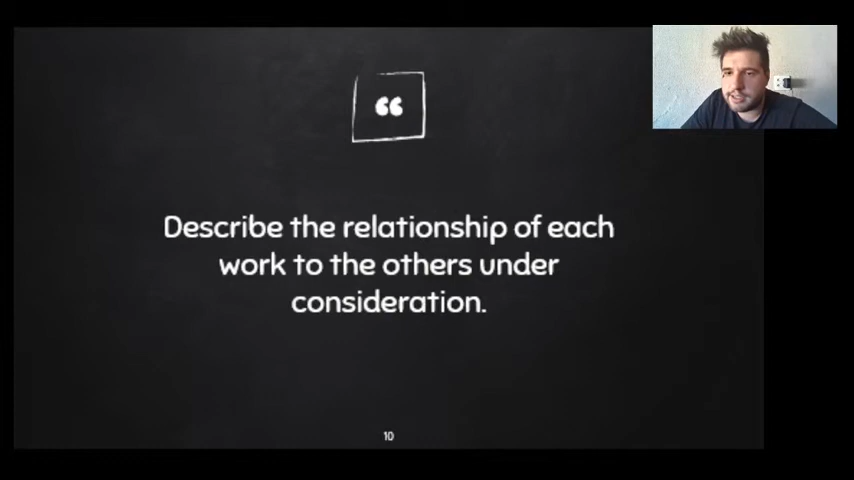 “
Describe the relationship of each
work to the others under
consideration.
10